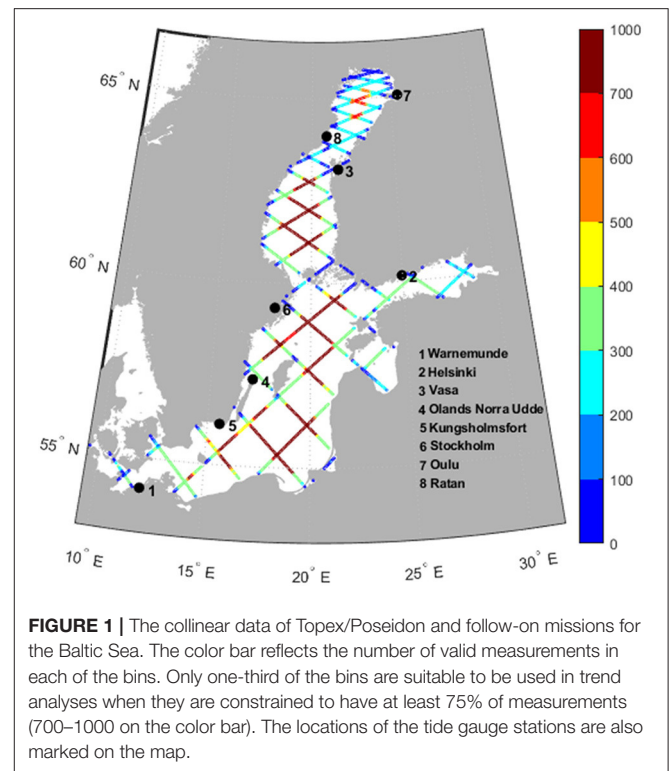 65° N
60° N
55° N
10° E
15° E
20° E
25° E
30° E
7
8
3
2
6
4
5
1
1 Warnemunde
2 Helsinki
3 Vasa
4 Olands Norra Udde
5 Kungsholmsfort
6 Stockholm
7 Oulu
8 Ratan
1000
700
600
500
400
300
200
100
0
FIGURE 1 | The collinear data of Topex/Poseidon and follow-on missions for
the Baltic Sea. The color bar reflects the number of valid measurements in
each of the bins. Only one-third of the bins are suitable to be used in trend
analyses when they are constrained to have at least 75% of measurements
(700–1000 on the color bar). The locations of the tide gauge stations are also
marked on the map.